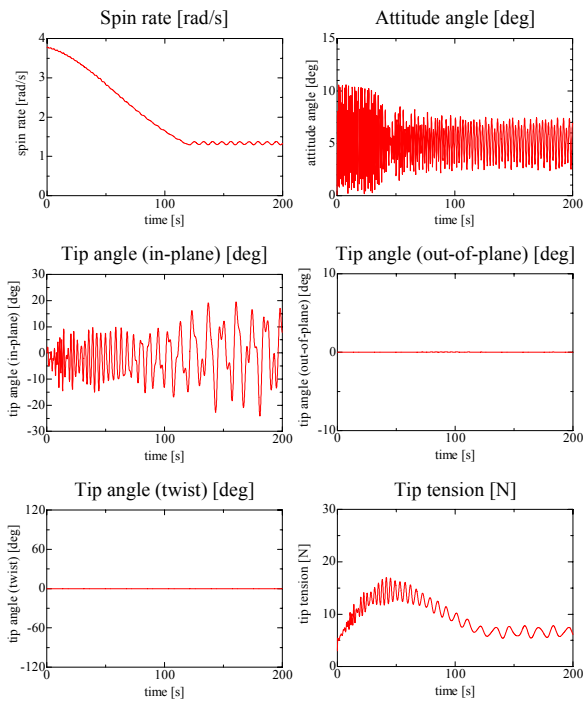 Spin rate [rad/s]
Attitude angle [deg]
spin rate [rad/s]
4
3
2
1
0
0
100
200
time [s]
attitude angle [deg]
15
10
5
0
0
100
200
time [s]
Tip angle (in-plane) [deg]
Tip angle (out-of-plane) [deg]
tip angle (in-plane) [deg]
30
20
10
0
-10
-20
-30
0
100
200
time [s]
tip angle (out-of-plane) [deg]
10
0
-10
0
100
200
time [s]
Tip angle (twist) [deg]
Tip tension [N]
tip angle (twist) [deg]
120
60
0
-60
-120
0
100
200
time [s]
tip tension [N]
30
20
10
0
0
100
200
time [s]